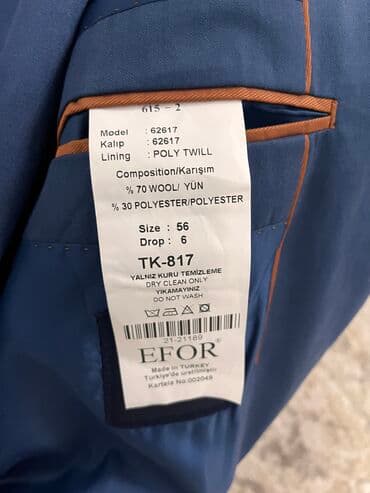 615 - 2
Model : 62617
Kalıp : 62617
Lining : POLY TWILL
Composition/Karışım
% 70 WOOL/ YÜN
% 30 POLYESTER/POLYESTER
Size : 56
Drop : 6
TK-817
YALNIZ KURU TEMİZLEME
DRY CLEAN ONLY
YIKAMAYINIZ
DO NOT WASH
21-21189
EFOR ®
Made in TURKEY
Türkiye'de üretilmiştir
Kartela No:002049